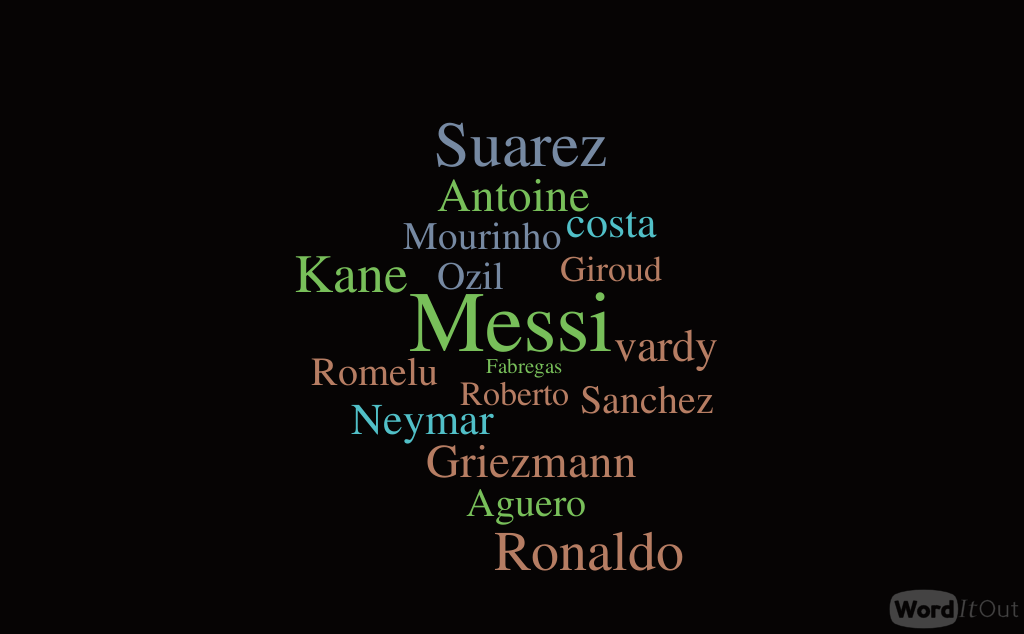 Suarez
Antoine
costa
Mourinho
Giroud
Kane
Ozil
Messi
vardy
Fabregas
Romelu
Roberto
Sanchez
Neymar
Griezmann
Aguero
Ronaldo
WordItOut